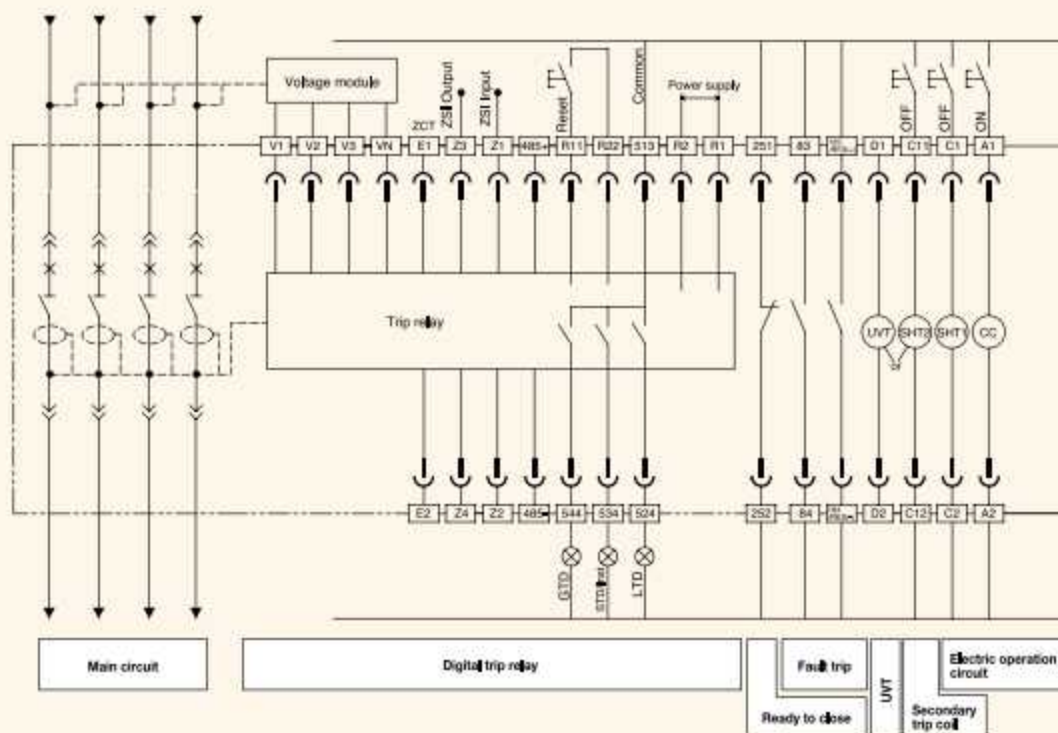 Voltage module
ZCT
ZSI Output
ZSI Input
Reset
Common
Power supply
OFF
OFF
ON
V1 V2 V3 VN E1 Z3 Z1 485+ R11 R22 513 R2 R1 251 83 D1 C11 C1 A1
Trip relay
UVT SHT2 SHT1 CC
E2 Z4 Z2 485- 544 534 524 252 84 D2 C12 C2 A2
GTD
LTD
Main circuit
Digital trip relay
Fault trip
Ready to close
UVT
Secondary
trip coil
Electric operation
circuit